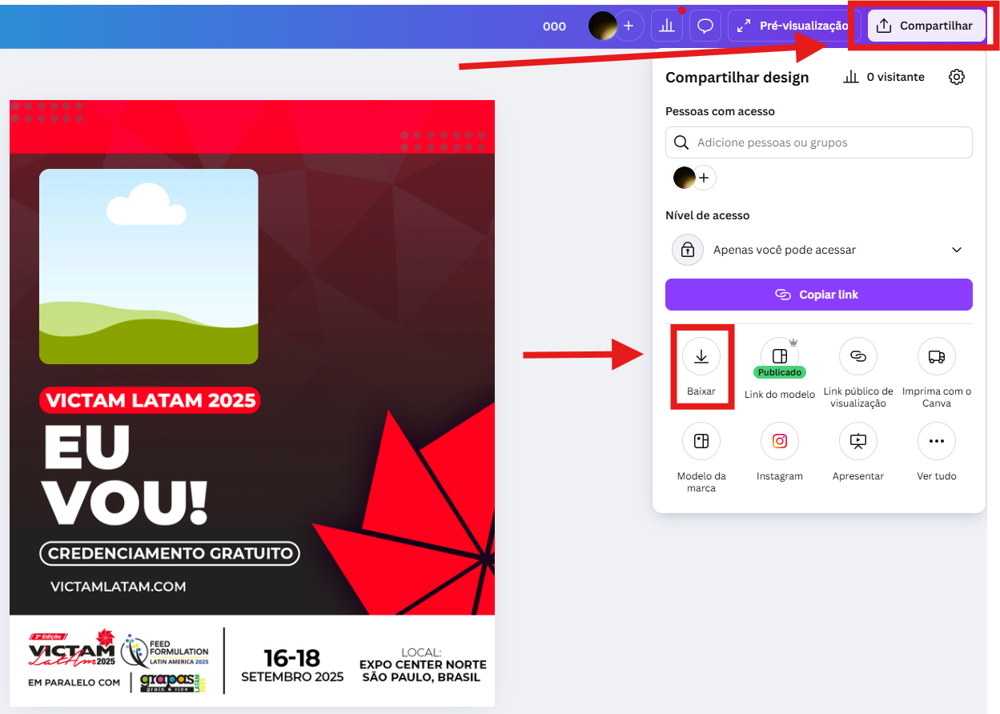 000
Pré-visualização
Compartilhar
Compartilhar design
0 visitante
Pessoas com acesso
Adicione pessoas ou grupos
Nível de acesso
Apenas você pode acessar
Copiar link
Baixar
Publicado
Link do modelo
Link público de
visualização
Imprima com o
Canva
Modelo da
marca
Instagram
Apresentar
Ver tudo
VICTAM LATAM 2025
EU
VOU!
CREDENCIAMENTO GRATUITO
VICTAMLATAM.COM
2ª Edição
VICTAM
LatAm 2025
FEED
FORMULATION
LATIN AMERICA 2025
EM PARALELO COM
grapas
grain & rice
LATAM
2025
16-18
SETEMBRO 2025
LOCAL:
EXPO CENTER NORTE
SÃO PAULO, BRASIL